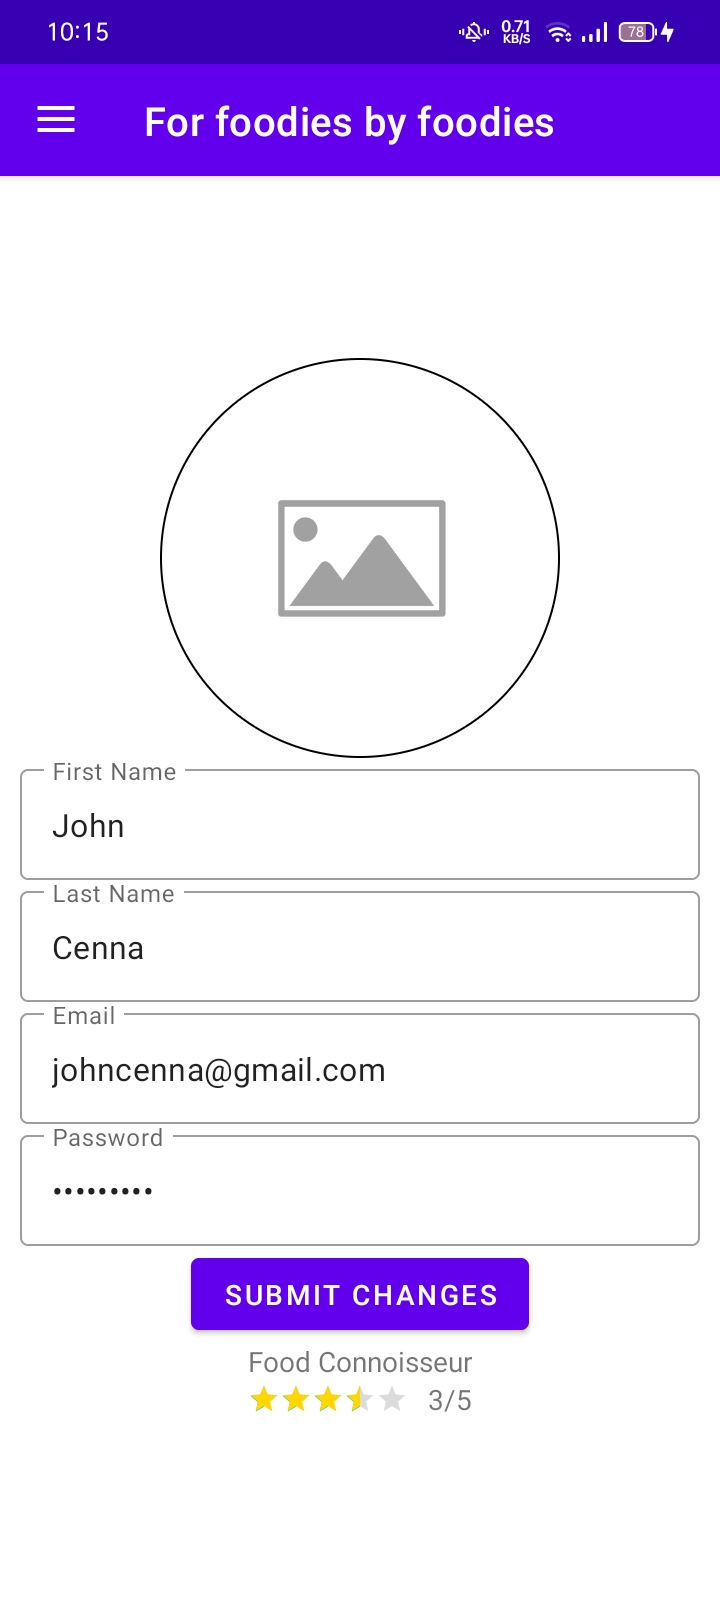 10:15
0.71
KB/S
78
For foodies by foodies
First Name
John
Last Name
Cenna
Email
johncenna@gmail.com
Password
•••••••••
SUBMIT CHANGES
Food Connoisseur
3/5